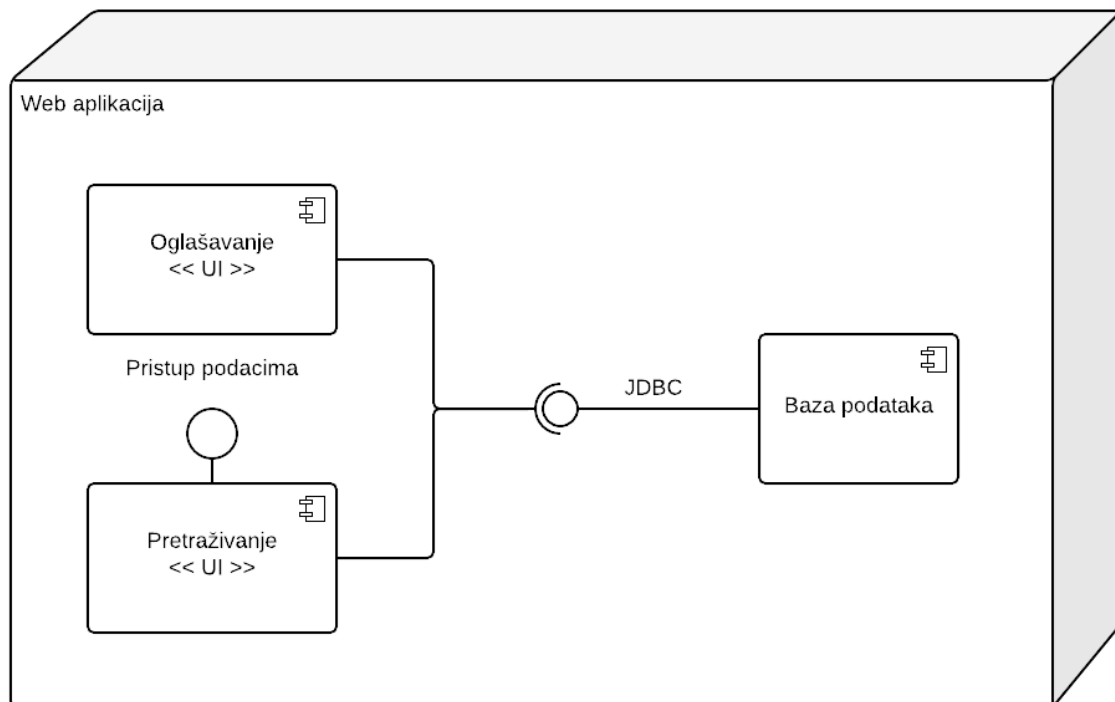 Web aplikacija
Oglašavanje
<< UI >>
Pristup podacima
JDBC
Baza podataka
Pretraživanje
<< UI >>